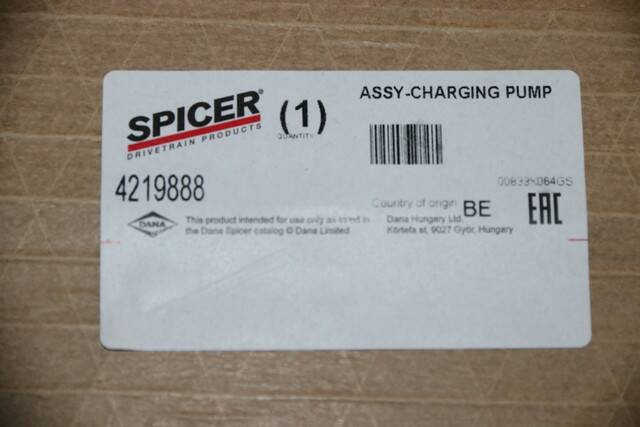 SPICER®
DRIVETRAIN PRODUCTS
(1)
QUANTITY
ASSY-CHARGING PUMP
4219888
00833X064GS
Country of origin BE
EAC
DANA
This product intended for use only as listed in
the Dana Spicer catalog © Dana Limited
Dana Hungary Ltd.
Körtefa st, 9027 Győr, Hungary